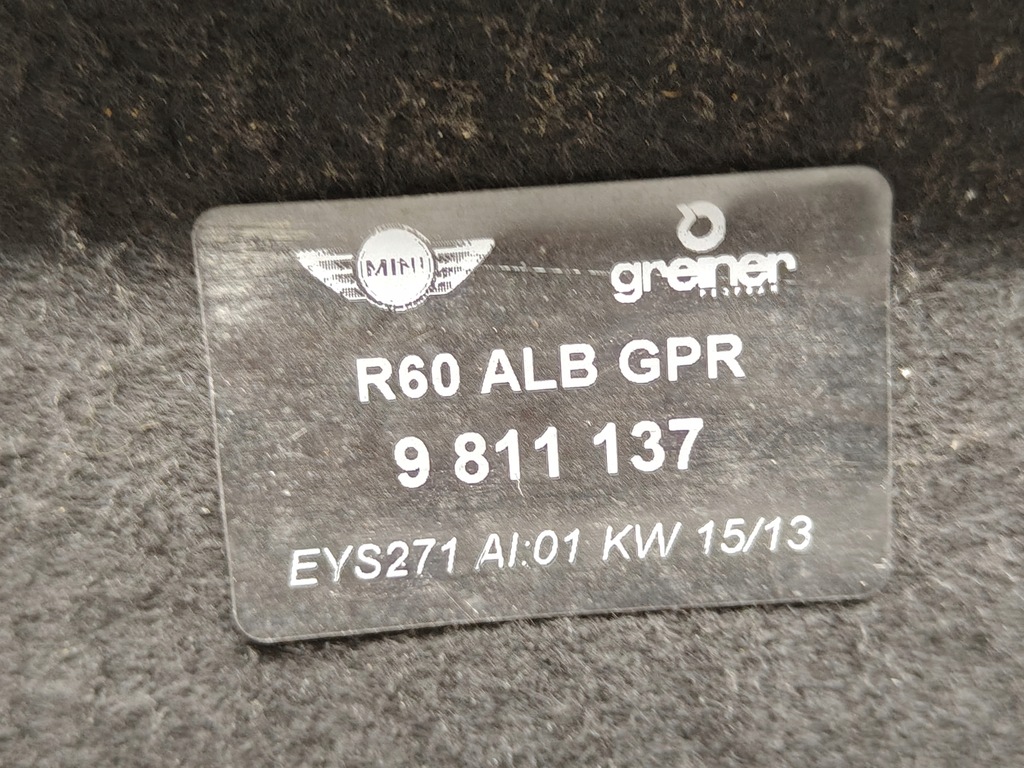 MINI greiner
R60 ALB GPR
9 811 137
EYS271 AI:01 KW 15/13